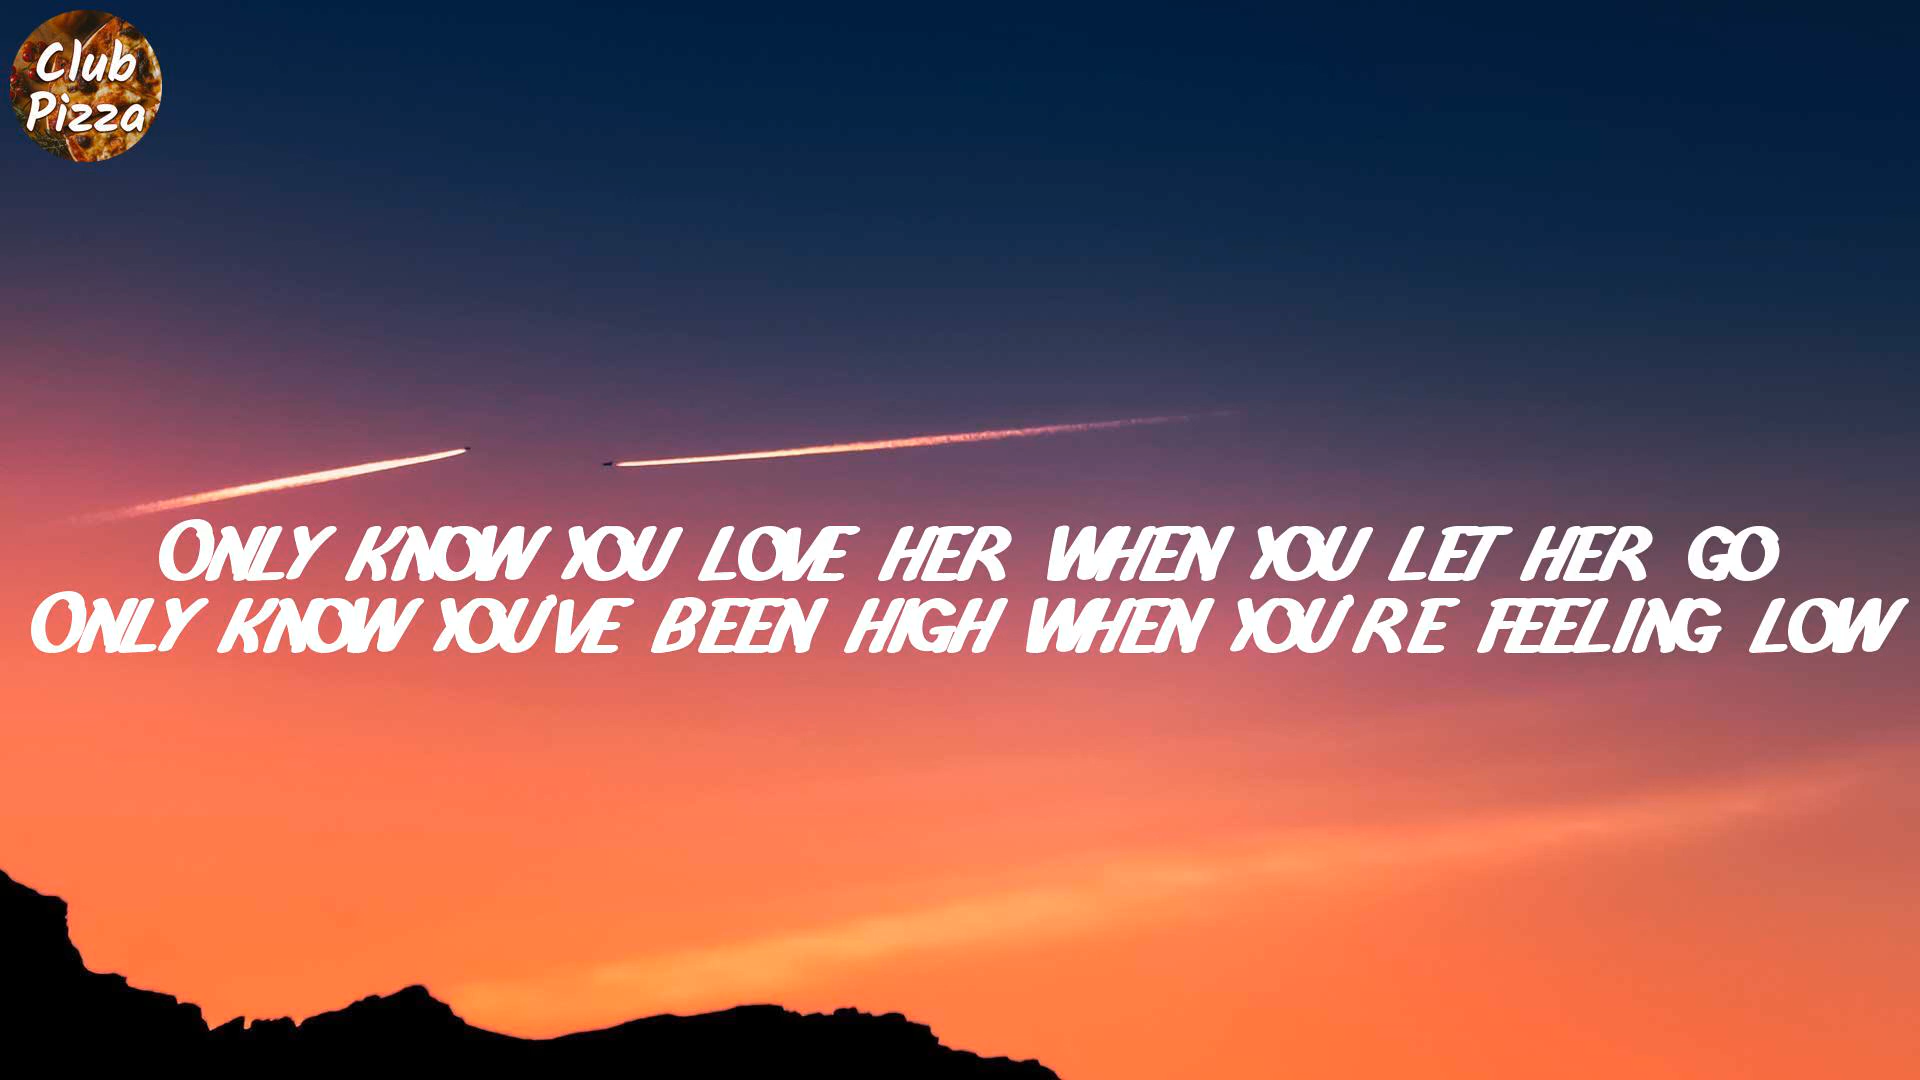 Club
Pizza
ONLY KNOW YOU LOVE HER WHEN YOU LET HER GO
ONLY KNOW YOU'VE BEEN HIGH WHEN YOU'RE FEELING LOW